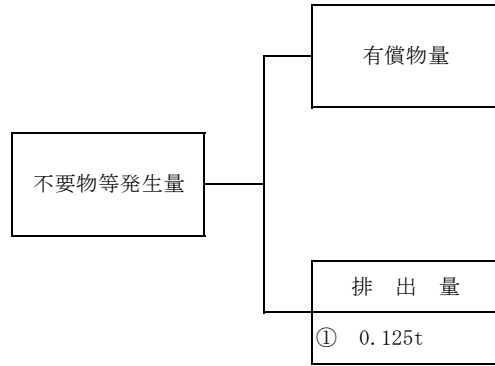 有償物量
不要物等発生量
排 出 量
① 0.125t